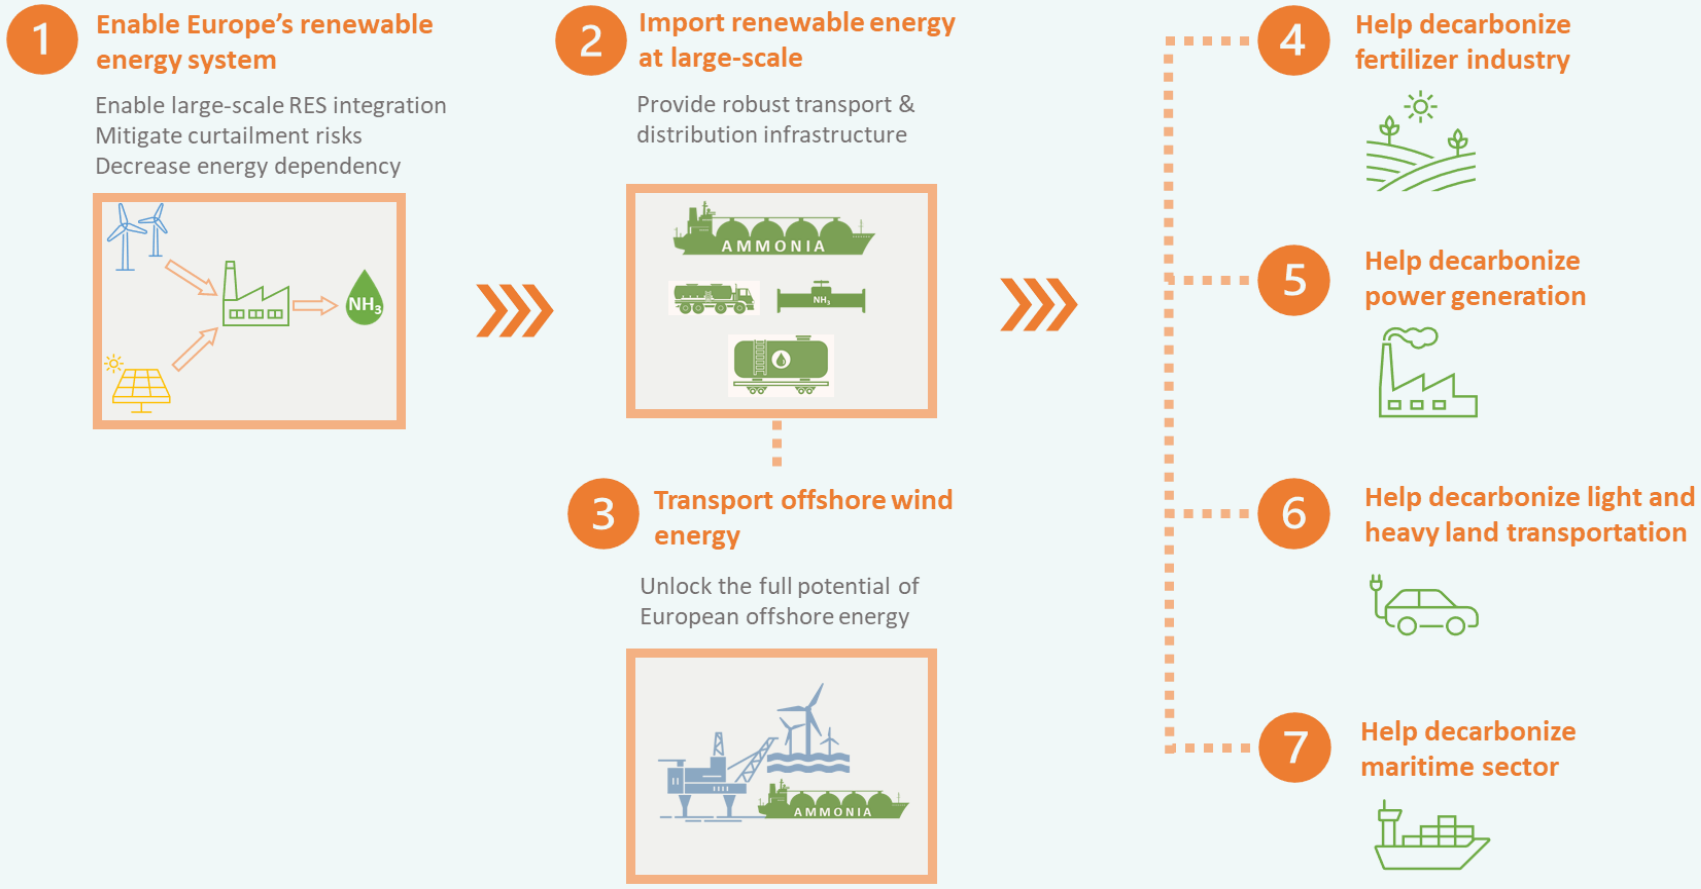 1
Enable Europe’s renewable
energy system
Enable large-scale RES integration
Mitigate curtailment risks
Decrease energy dependency
NH3
2
Import renewable energy
at large-scale
Provide robust transport &
distribution infrastructure
AMMONIA
NH3
3
Transport offshore wind
energy
Unlock the full potential of
European offshore energy
AMMONIA
4
Help decarbonize
fertilizer industry
5
Help decarbonize
power generation
6
Help decarbonize light and
heavy land transportation
7
Help decarbonize
maritime sector